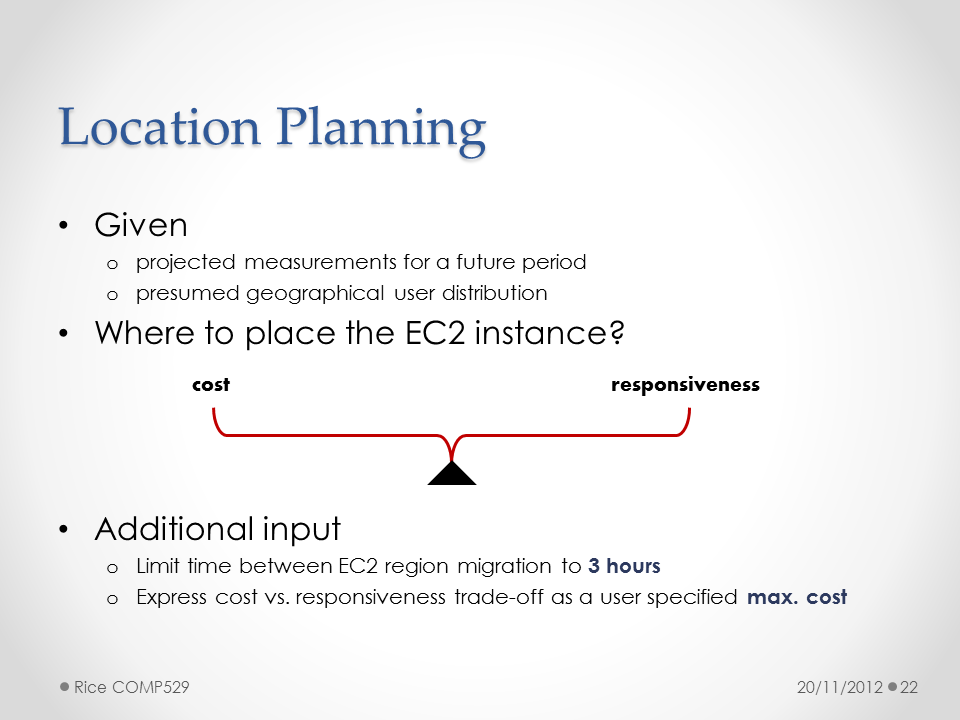 Location Planning
• Given
o projected measurements for a future period
o presumed geographical user distribution
• Where to place the EC2 instance?
cost responsiveness
• Additional input
o Limit time between EC2 region migration to 3 hours
o Express cost vs. responsiveness trade-off as a user specified max. cost
Rice COMP529 20/11/2012 22